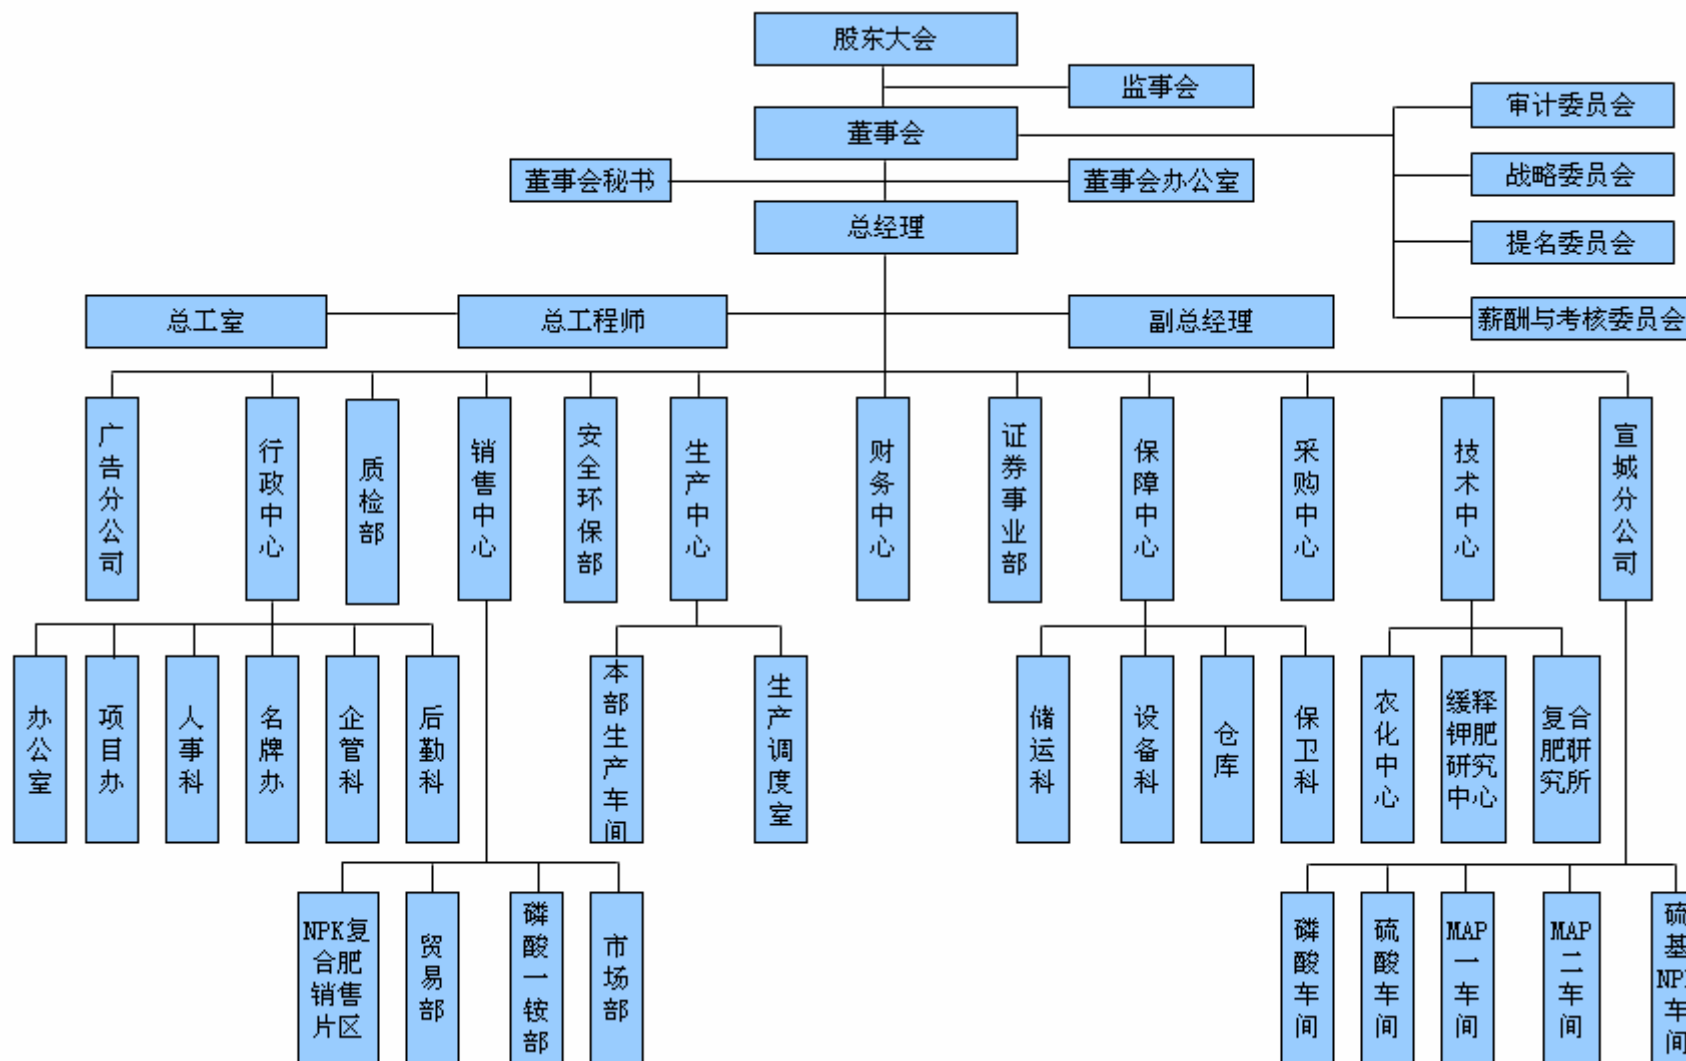 股东大会
监事会
审计委员会
董事会
董事会秘书
董事会办公室
战略委员会
总经理
提名委员会
总工室
总工程师
副总经理
薪酬与考核委员会
广告分公司
行政中心
质检部
销售中心
安全环保部
生产中心
财务中心
证券事业部
保障中心
采购中心
技术中心
宣城分公司
办公室
项目办
人事科
名牌办
企管科
后勤科
本部生产车间
生产调度室
储运科
设备科
仓库
保卫科
农化中心
缓释
钾肥
研究
中心
复合
肥研
究所
NPK复
合肥
销售
片区
贸易部
磷酸一铵部
市场部
磷酸车间
硫酸车间
MAP
一车间
MAP
二车间
硫基
NPK
车间